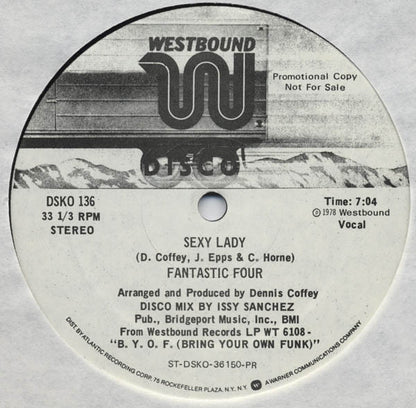 WESTBOUND
W
Promotional Copy
Not For Sale
DISCO
DSKO 136
33 1/3 RPM
STEREO
Time: 7:04
℗1978 Westbound
Vocal
SEXY LADY
(D. Coffey, J. Epps & C. Horne)
FANTASTIC FOUR
Arranged and Produced by Dennis Coffey
DISCO MIX BY ISSY SANCHEZ
Pub., Bridgeport Music, Inc., BMI
From Westbound Records LP WT 6108 -
"B. Y. O. F. (BRING YOUR OWN FUNK)"
ST-DSKO-36150-PR
DIST. BY ATLANTIC RECORDING CORP. 75 ROCKEFELLER PLAZA, N.Y. N.Y. W A WARNER COMMUNICATIONS COMPANY